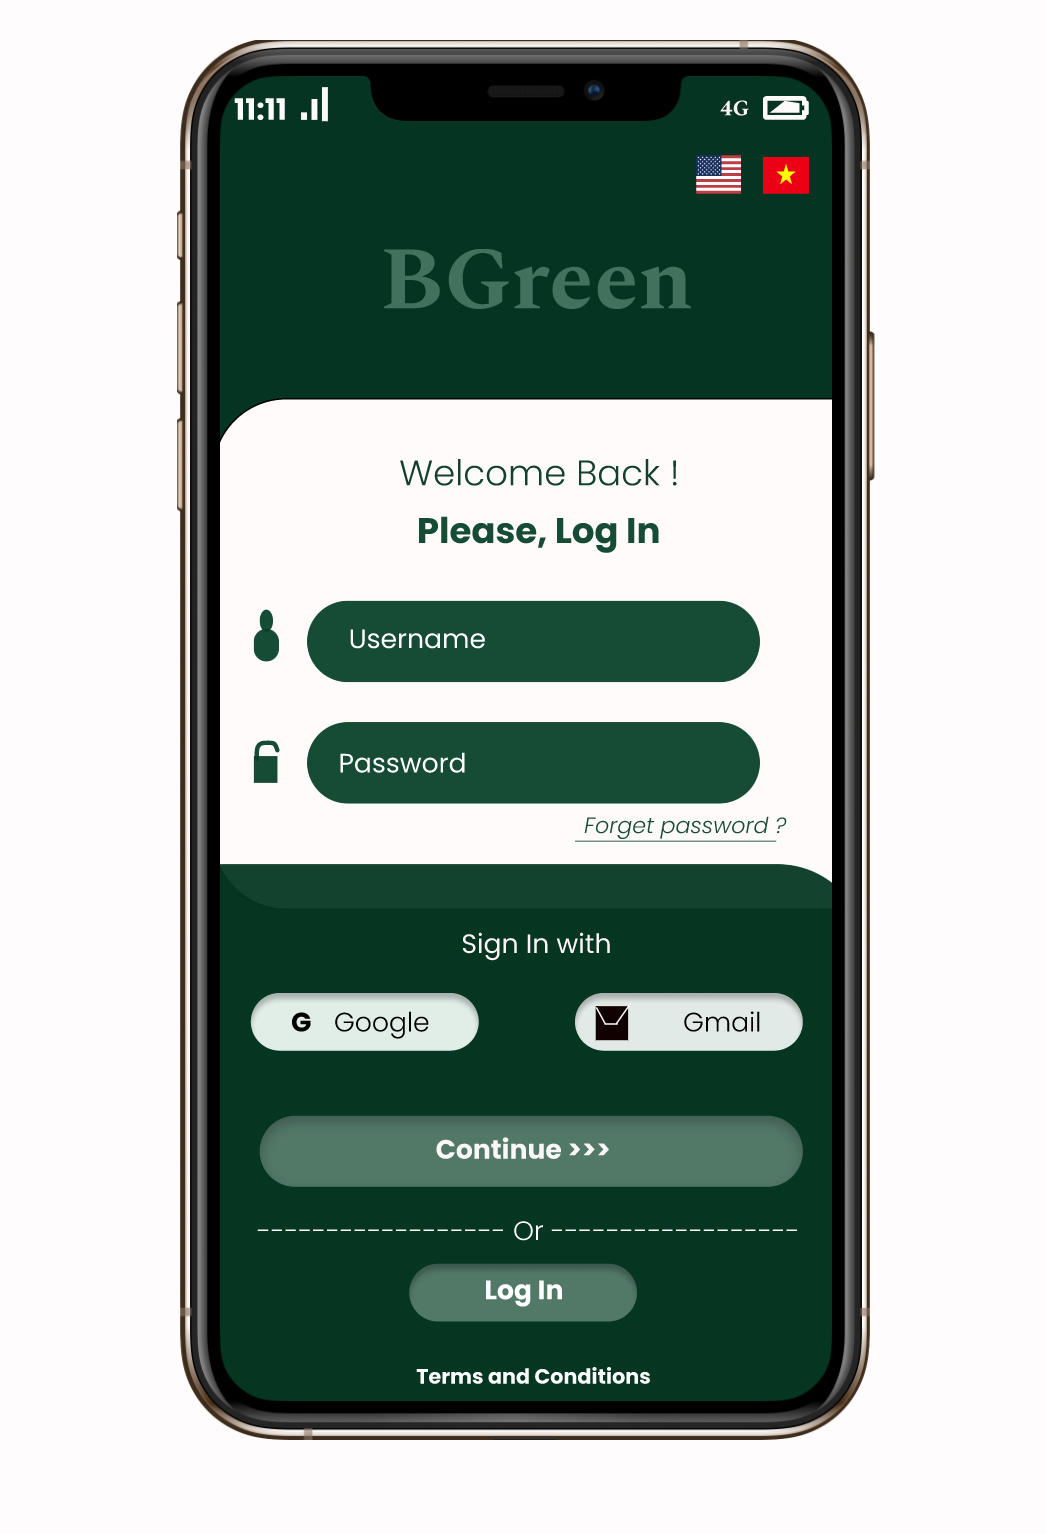 11:11 4G
BGreen
Welcome Back !
Please, Log In
Username
Password
Forget password ?
Sign In with
G Google Gmail
Continue >>>
------------------ Or ------------------
Log In
Terms and Conditions